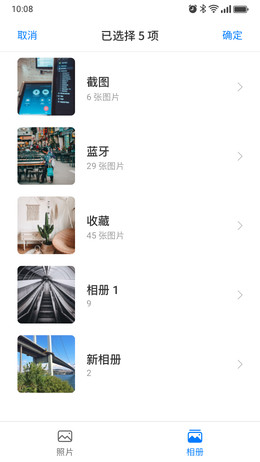 10:08
取消
已选择 5 项
确定
截图
6 张图片
蓝牙
29 张图片
收藏
45 张图片
相册 1
9
新相册
2
照片
相册